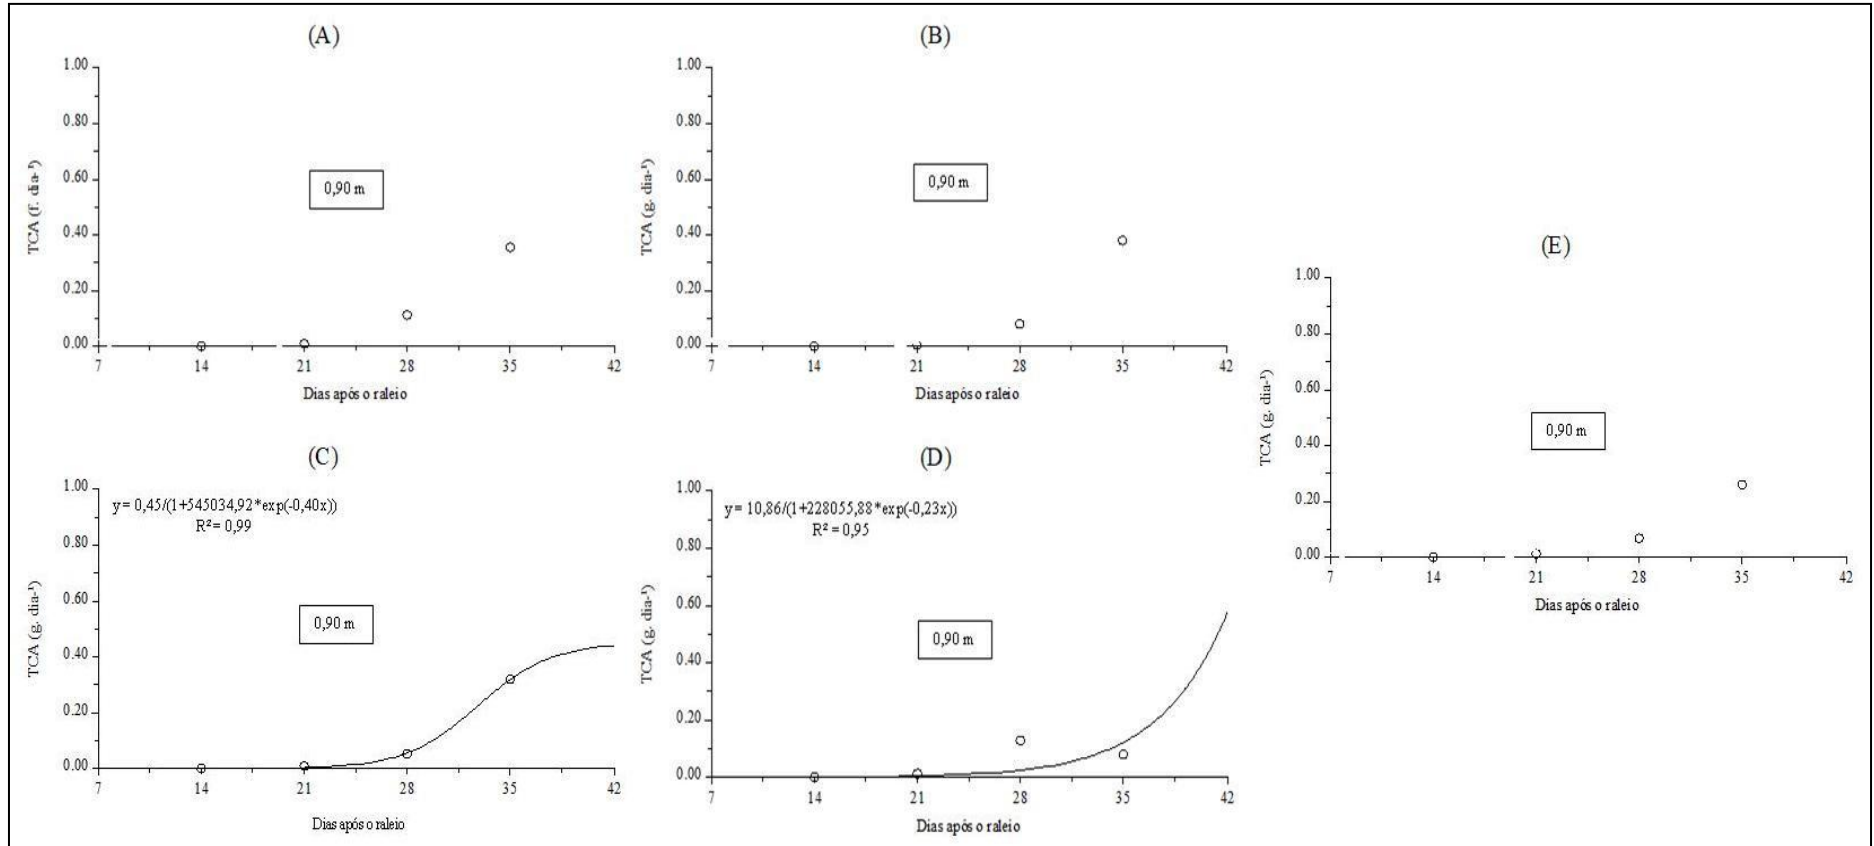 (A)
1.00
0.80
0.60
0.40
0.20
0.00
TCA (f. dia-¹)
0,90 m
7 14 21 28 35 42
Dias após o raleio
(B)
1.00
0.80
0.60
0.40
0.20
0.00
TCA (g. dia-¹)
0,90 m
7 14 21 28 35 42
Dias após o raleio
(C)
1.00
0.80
0.60
0.40
0.20
0.00
TCA (g. dia-¹)
y = 0,45/(1+545034,92*exp(-0,40x))
R² = 0,99
0,90 m
7 14 21 28 35 42
Dias após o raleio
(D)
1.00
0.80
0.60
0.40
0.20
0.00
TCA (g. dia-¹)
y = 10,86/(1+228055,88*exp(-0,23x))
R² = 0,95
0,90 m
7 14 21 28 35 42
Dias após o raleio
(E)
1.00
0.80
0.60
0.40
0.20
0.00
TCA (g. dia-¹)
0,90 m
7 14 21 28 35 42
Dias após o raleio